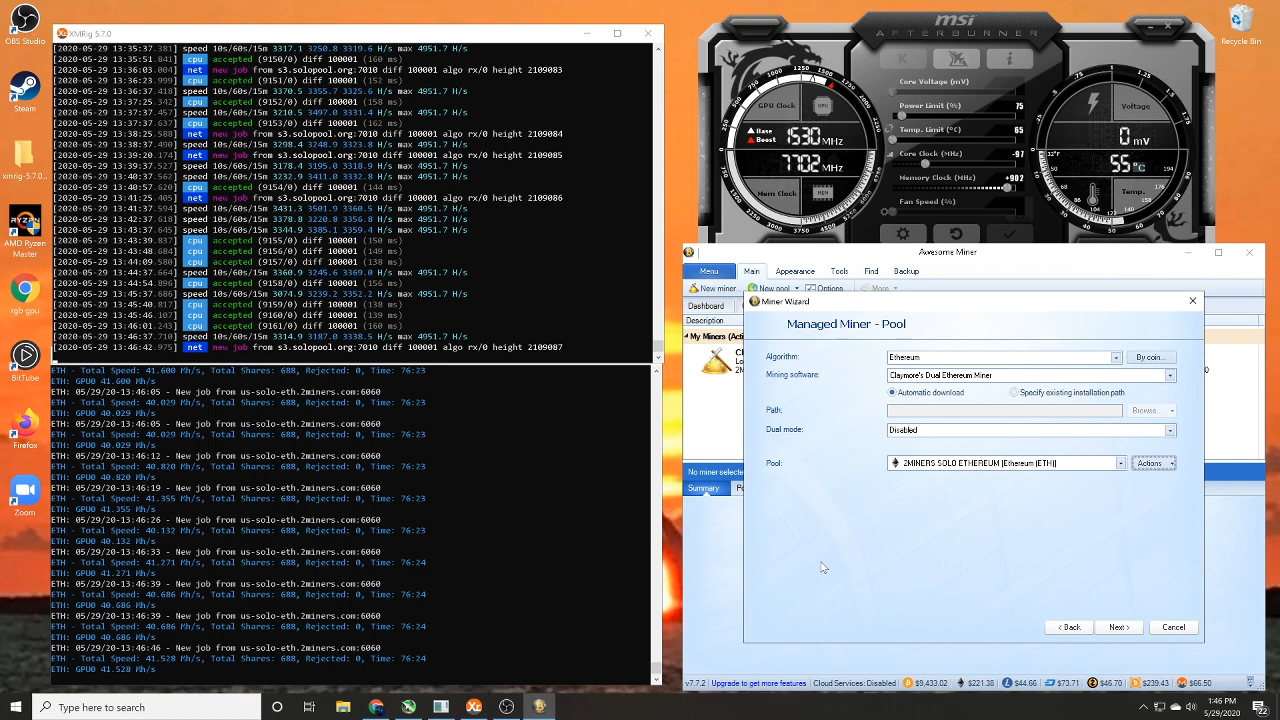 OBS Studio
Steam
xmrig-5.7.0...
AMD Ryzen
Master
rgb gpu
BitTube
Firefox
Zoom
Recycle Bin
XMRig 5.7.0
[2020-05-29 13:35:37.381] speed 10s/60s/15m 3317.1 3250.8 3319.6 H/s max 4951.7 H/s
[2020-05-29 13:35:51.841] cpu accepted (9150/0) diff 100001 (160 ms)
[2020-05-29 13:36:03.004] net new job from s3.solopool.org:7010 diff 100001 algo rx/0 height 2109083
[2020-05-29 13:36:23.999] cpu accepted (9151/0) diff 100001 (152 ms)
[2020-05-29 13:36:37.418] speed 10s/60s/15m 3370.5 3355.7 3325.6 H/s max 4951.7 H/s
[2020-05-29 13:37:25.342] cpu accepted (9152/0) diff 100001 (142 ms)
[2020-05-29 13:37:37.457] speed 10s/60s/15m 3210.5 3497.0 3331.4 H/s max 4951.7 H/s
[2020-05-29 13:37:37.637] cpu accepted (9153/0) diff 100001 (162 ms)
[2020-05-29 13:38:25.588] net new job from s3.solopool.org:7010 diff 100001 algo rx/0 height 2109084
[2020-05-29 13:38:37.490] speed 10s/60s/15m 3298.4 3248.9 3323.8 H/s max 4951.7 H/s
[2020-05-29 13:39:20.174] net new job from s3.solopool.org:7010 diff 100001 algo rx/0 height 2109085
[2020-05-29 13:39:37.527] speed 10s/60s/15m 3178.4 3195.0 3318.9 H/s max 4951.7 H/s
[2020-05-29 13:40:37.562] speed 10s/60s/15m 3232.9 3411.0 3332.8 H/s max 4951.7 H/s
[2020-05-29 13:40:57.620] cpu accepted (9154/0) diff 100001 (144 ms)
[2020-05-29 13:41:25.405] net new job from s3.solopool.org:7010 diff 100001 algo rx/0 height 2109086
[2020-05-29 13:41:37.594] speed 10s/60s/15m 3431.3 3501.9 3360.5 H/s max 4951.7 H/s
[2020-05-29 13:42:37.618] speed 10s/60s/15m 3378.8 3220.8 3356.8 H/s max 4951.7 H/s
[2020-05-29 13:43:37.645] speed 10s/60s/15m 3344.9 3385.1 3359.4 H/s max 4951.7 H/s
[2020-05-29 13:43:39.837] cpu accepted (9155/0) diff 100001 (150 ms)
[2020-05-29 13:43:48.684] cpu accepted (9156/0) diff 100001 (149 ms)
[2020-05-29 13:44:09.580] cpu accepted (9157/0) diff 100001 (138 ms)
[2020-05-29 13:44:37.664] speed 10s/60s/15m 3360.9 3245.6 3369.0 H/s max 4951.7 H/s
[2020-05-29 13:44:54.896] cpu accepted (9158/0) diff 100001 (156 ms)
[2020-05-29 13:45:37.686] speed 10s/60s/15m 3074.9 3239.2 3352.2 H/s max 4951.7 H/s
[2020-05-29 13:45:40.817] cpu accepted (9159/0) diff 100001 (138 ms)
[2020-05-29 13:45:46.107] cpu accepted (9160/0) diff 100001 (139 ms)
[2020-05-29 13:46:01.243] cpu accepted (9161/0) diff 100001 (160 ms)
[2020-05-29 13:46:37.710] speed 10s/60s/15m 3314.9 3187.0 3338.5 H/s max 4951.7 H/s
[2020-05-29 13:46:42.975] net new job from s3.solopool.org:7010 diff 100001 algo rx/0 height 2109087
ETH - Total Speed: 41.600 Mh/s, Total Shares: 688, Rejected: 0, Time: 76:23
ETH: GPU0 41.600 Mh/s
ETH: 05/29/20-13:46:05 - New job from us-solo-eth.2miners.com:6060
ETH - Total Speed: 40.029 Mh/s, Total Shares: 688, Rejected: 0, Time: 76:23
ETH: GPU0 40.029 Mh/s
ETH: 05/29/20-13:46:05 - New job from us-solo-eth.2miners.com:6060
ETH - Total Speed: 40.029 Mh/s, Total Shares: 688, Rejected: 0, Time: 76:23
ETH: GPU0 40.029 Mh/s
ETH: 05/29/20-13:46:12 - New job from us-solo-eth.2miners.com:6060
ETH - Total Speed: 40.820 Mh/s, Total Shares: 688, Rejected: 0, Time: 76:23
ETH: GPU0 40.820 Mh/s
ETH: 05/29/20-13:46:19 - New job from us-solo-eth.2miners.com:6060
ETH - Total Speed: 41.355 Mh/s, Total Shares: 688, Rejected: 0, Time: 76:23
ETH: GPU0 41.355 Mh/s
ETH: 05/29/20-13:46:26 - New job from us-solo-eth.2miners.com:6060
ETH - Total Speed: 40.132 Mh/s, Total Shares: 688, Rejected: 0, Time: 76:23
ETH: GPU0 40.132 Mh/s
ETH: 05/29/20-13:46:33 - New job from us-solo-eth.2miners.com:6060
ETH - Total Speed: 41.271 Mh/s, Total Shares: 688, Rejected: 0, Time: 76:24
ETH: GPU0 41.271 Mh/s
ETH: 05/29/20-13:46:39 - New job from us-solo-eth.2miners.com:6060
ETH - Total Speed: 40.686 Mh/s, Total Shares: 688, Rejected: 0, Time: 76:24
ETH: GPU0 40.686 Mh/s
ETH: 05/29/20-13:46:39 - New job from us-solo-eth.2miners.com:6060
ETH - Total Speed: 40.686 Mh/s, Total Shares: 688, Rejected: 0, Time: 76:24
ETH: GPU0 40.686 Mh/s
ETH: 05/29/20-13:46:46 - New job from us-solo-eth.2miners.com:6060
ETH - Total Speed: 41.528 Mh/s, Total Shares: 688, Rejected: 0, Time: 76:24
ETH: GPU0 41.528 Mh/s
msi
AFTERBURNER
GPU Clock
GPU
Base
Boost
1530 MHz
7702 MHz
Mem Clock
MEM
Core Voltage (mV)
Power Limit (%) 75
Temp. Limit (°C) 65
Core Clock (MHz) -97
Memory Clock (MHz) +902
Fan Speed (%)
Voltage
0 mV
55 °C
Temp.
Awesome Miner
Menu Main Appearance Tools Find Backup
New miner New pool Options More
Dashboard
Description
My Miners (Acti
No miner selecte
Summary Po
Miner Wizard
Managed Miner - Pool
Algorithm: Ethereum By coin...
Mining software: Claymore's Dual Ethereum Miner
Automatic download Specify existing installation path
Path: Browse...
Dual mode: Disabled
Pool: 2MINERS SOLO ETHEREUM [Ethereum (ETH)] Actions
< Back Next > Cancel
v7.7.2 Upgrade to get more features Cloud Services: Disabled $9,433.02 $221.38 $44.66 $73.71 $46.70 $239.43 $66.50
Type here to search
1:46 PM
5/29/2020
22